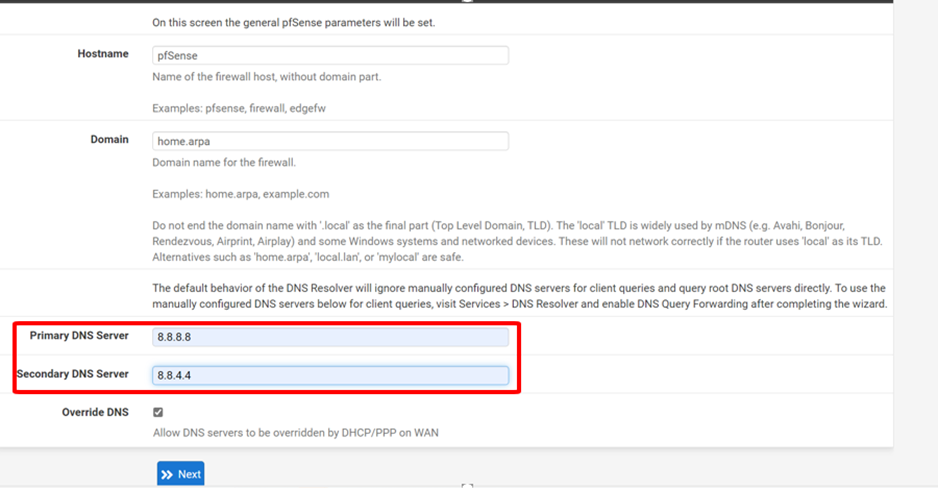 On this screen the general pfSense parameters will be set.
Hostname
pfSense
Name of the firewall host, without domain part.
Examples: pfsense, firewall, edgefw
Domain
home.arpa
Domain name for the firewall.
Examples: home.arpa, example.com
Do not end the domain name with '.local' as the final part (Top Level Domain, TLD). The 'local' TLD is widely used by mDNS (e.g. Avahi, Bonjour,
Rendezvous, Airprint, Airplay) and some Windows systems and networked devices. These will not network correctly if the router uses 'local' as its TLD.
Alternatives such as 'home.arpa', 'local.lan', or 'mylocal' are safe.
The default behavior of the DNS Resolver will ignore manually configured DNS servers for client queries and query root DNS servers directly. To use the
manually configured DNS servers below for client queries, visit Services > DNS Resolver and enable DNS Query Forwarding after completing the wizard.
Primary DNS Server
8.8.8.8
Secondary DNS Server
8.8.4.4
Override DNS
Allow DNS servers to be overridden by DHCP/PPP on WAN
Next